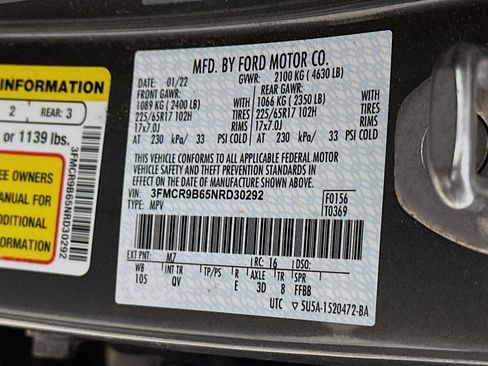 INFORMATION
2 REAR: 3
or 1139 lbs.
EE OWNERS
ANUAL FOR
DDITIONAL
FORMATION
3FMCR9B65NRD30292
MFD. BY FORD MOTOR CO.
DATE: 01/22 GVWR: 2100 KG ( 4630 LB)
FRONT GAWR: REAR GAWR:
1089 KG ( 2400 LB) WITH 1066 KG ( 2350 LB) WITH
225/65R17 102H TIRES 225/65R17 102H TIRES
17x7.0J RIMS 17x7.0J RIMS
AT 230 kPa/ 33 PSI COLD AT 230 kPa/ 33 PSI COLD
THIS VEHICLE CONFORMS TO ALL APPLICABLE FEDERAL MOTOR
VEHICLE SAFETY AND THEFT PREVENTION STANDARDS IN EFFECT ON
THE DATE OF MANUFACTURE SHOWN ABOVE.
VIN: 3FMCR9B65NRD30292 F0156
TYPE: MPV T0369
EXT PNT: M7 RC: 16 DSO:
WB INT TR TP/PS R AXLE TR SPR
105 QV E 3D 8 FFBB
UTC 5U5A-1520472-BA